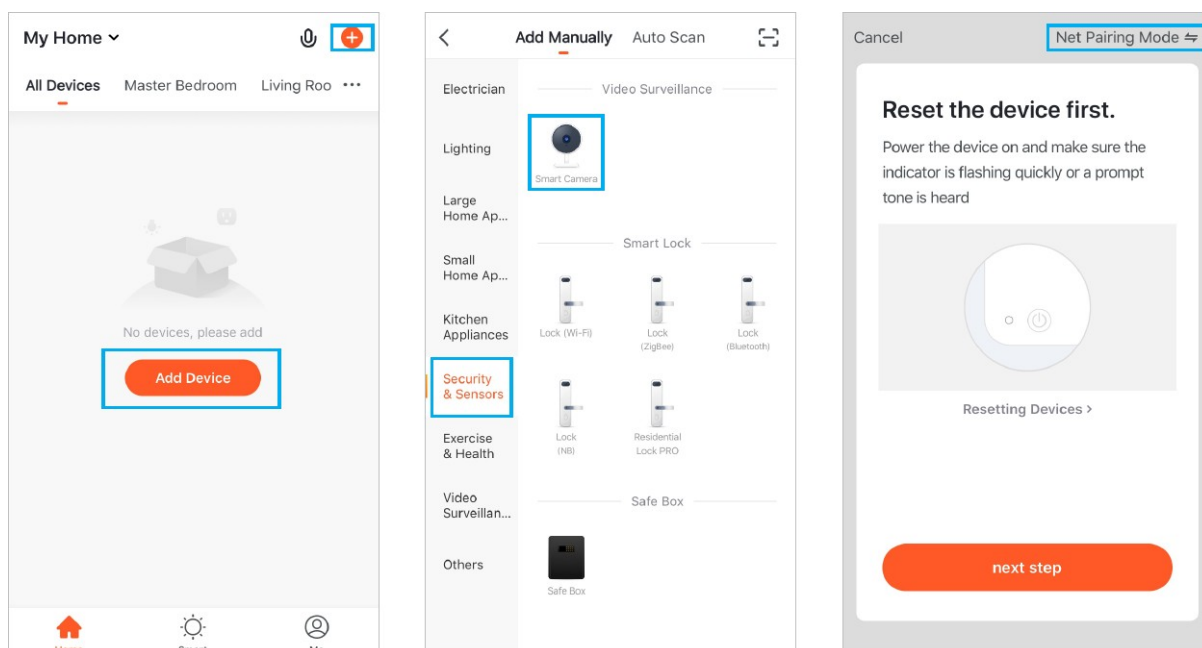 My Home
All Devices Master Bedroom Living Roo ...
No devices, please add
Add Device
Home Smart Me
Add Manually Auto Scan
Electrician
Lighting
Large
Home Ap...
Small
Home Ap...
Kitchen
Appliances
Security
& Sensors
Exercise
& Health
Video
Surveillan...
Others
Video Surveillance
Smart Camera
Smart Lock
Lock (Wi-Fi)
Lock
(ZigBee)
Lock
(Bluetooth)
Lock
(NB)
Residential
Lock PRO
Safe Box
Safe Box
Cancel Net Pairing Mode
Reset the device first.
Power the device on and make sure the
indicator is flashing quickly or a prompt
tone is heard
Resetting Devices >
next step